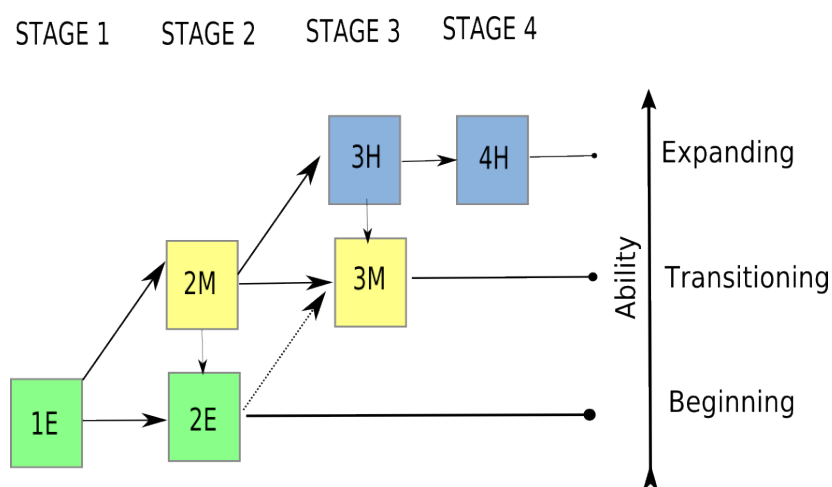 STAGE 1
STAGE 2
STAGE 3
STAGE 4
3H
4H
Expanding
2M
3M
Ability
Transitioning
1E
2E
Beginning